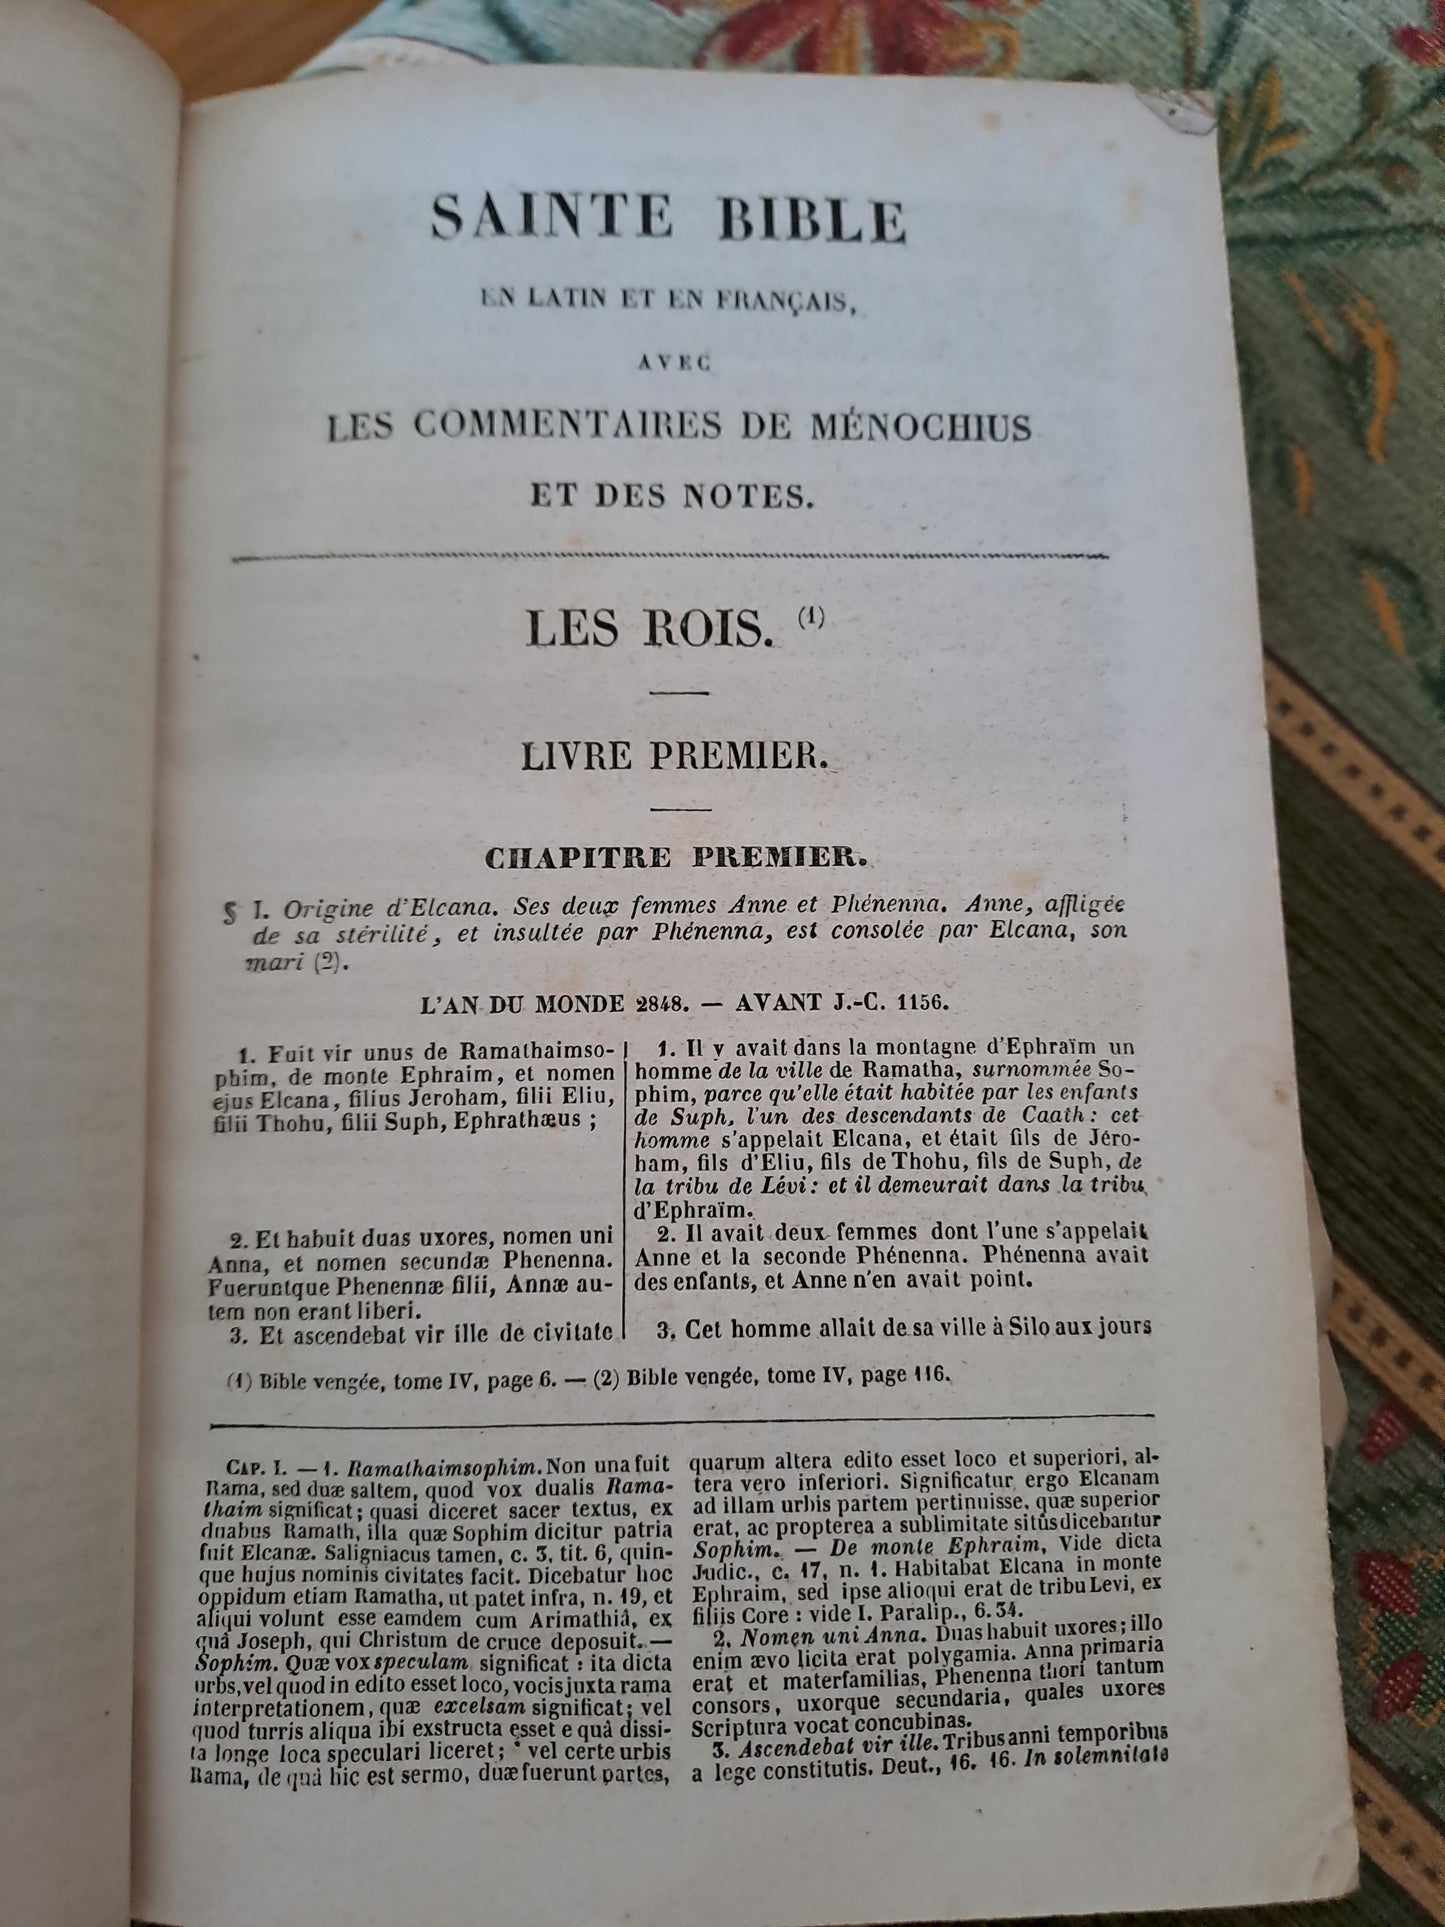 SAINTE BIBLE
EN LATIN ET EN FRANÇAIS,
AVEC
LES COMMENTAIRES DE MÉNOCHIUS
ET DES NOTES.
LES ROIS. (1)
LIVRE PREMIER.
CHAPITRE PREMIER.
§ I. Origine d'Elcana. Ses deux femmes Anne et Phénenna. Anne, affligée
de sa stérilité, et insultée par Phénenna, est consolée par Elcana, son
mari (2).
L'AN DU MONDE 2848. — AVANT J.-C. 1156.
1. Fuit vir unus de Ramathaimso-
phim, de monte Ephraim, et nomen
ejus Elcana, filius Jeroham, filii Eliu,
filii Thohu, filii Suph, Ephrathæus ;
2. Et habuit duas uxores, nomen uni
Anna, et nomen secundæ Phenenna.
Fueruntque Phenennæ filii, Annæ au-
tem non erant liberi.
3. Et ascendebat vir ille de civitate
1. Il y avait dans la montagne d'Ephraïm un
homme de la ville de Ramatha, surnommée So-
phim, parce qu'elle était habitée par les enfants
de Suph, l'un des descendants de Caath : cet
homme s'appelait Elcana, et était fils de Jéro-
ham, fils d'Eliu, fils de Thohu, fils de Suph, de
la tribu de Lévi : et il demeurait dans la tribu
d'Ephraïm.
2. Il avait deux femmes dont l'une s'appelait
Anne et la seconde Phénenna. Phénenna avait
des enfants, et Anne n'en avait point.
3. Cet homme allait de sa ville à Silo aux jours
(1) Bible vengée, tome IV, page 6. — (2) Bible vengée, tome IV, page 116.
CAP. I. — 1. Ramathaimsophim. Non una fuit
Rama, sed duæ saltem, quod vox dualis Rama-
thaim significat ; quasi diceret sacer textus, ex
duabus Ramath, illa quæ Sophim dicitur patria
fuit Elcanæ. Saligniacus tamen, c. 3, tit. 6, quin-
que hujus nominis civitates facit. Dicebatur hoc
oppidum etiam Ramatha, ut patet infra, n. 19, et
aliqui volunt esse eamdem cum Arimathiâ, ex
quâ Joseph, qui Christum de cruce deposuit. —
Sophim. Quæ vox speculam significat : ita dicta
urbs, vel quod in edito esset loco, vocis juxta rama
interpretationem, quæ excelsam significat ; vel
quod turris aliqua ibi exstructa esset e quâ dissi-
ta longe loca speculari liceret ; vel certe urbis
Rama, de quâ hic est sermo, duæ fuerunt partes,
quarum altera edito esset loco et superiori, al-
tera vero inferiori. Significatur ergo Elcanam
ad illam urbis partem pertinuisse, quæ superior
erat, ac propterea a sublimitate sitûs dicebantur
Sophim. — De monte Ephraim, Vide dicta
Judic., c. 17, n. 1. Habitabat Elcana in monte
Ephraim, sed ipse alioqui erat de tribu Levi, ex
filiis Core : vide I. Paralip., 6. 34.
2. Nomen uni Anna. Duas habuit uxores ; illo
enim ævo licita erat polygamia. Anna primaria
erat et materfamilias, Phenenna thori tantum
consors, uxorque secundaria, quales uxores
Scriptura vocat concubinas.
3. Ascendebat vir ille. Tribus anni temporibus
a lege constitutis. Deut., 16. 16. In solemnitate